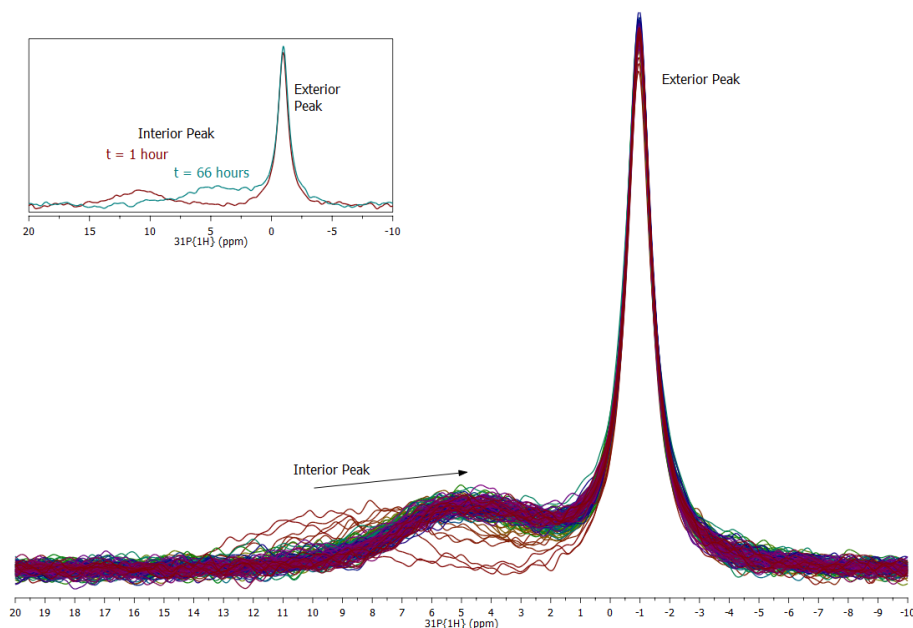 Exterior
Peak
Interior Peak
t = 1 hour
t = 66 hours
20 15 10 5 0 -5 -10
31P{1H} (ppm)
Exterior Peak
Interior Peak
20 19 18 17 16 15 14 13 12 11 10 9 8 7 6 5 4 3 2 1 0 -1 -2 -3 -4 -5 -6 -7 -8 -9 -10
31P{1H} (ppm)